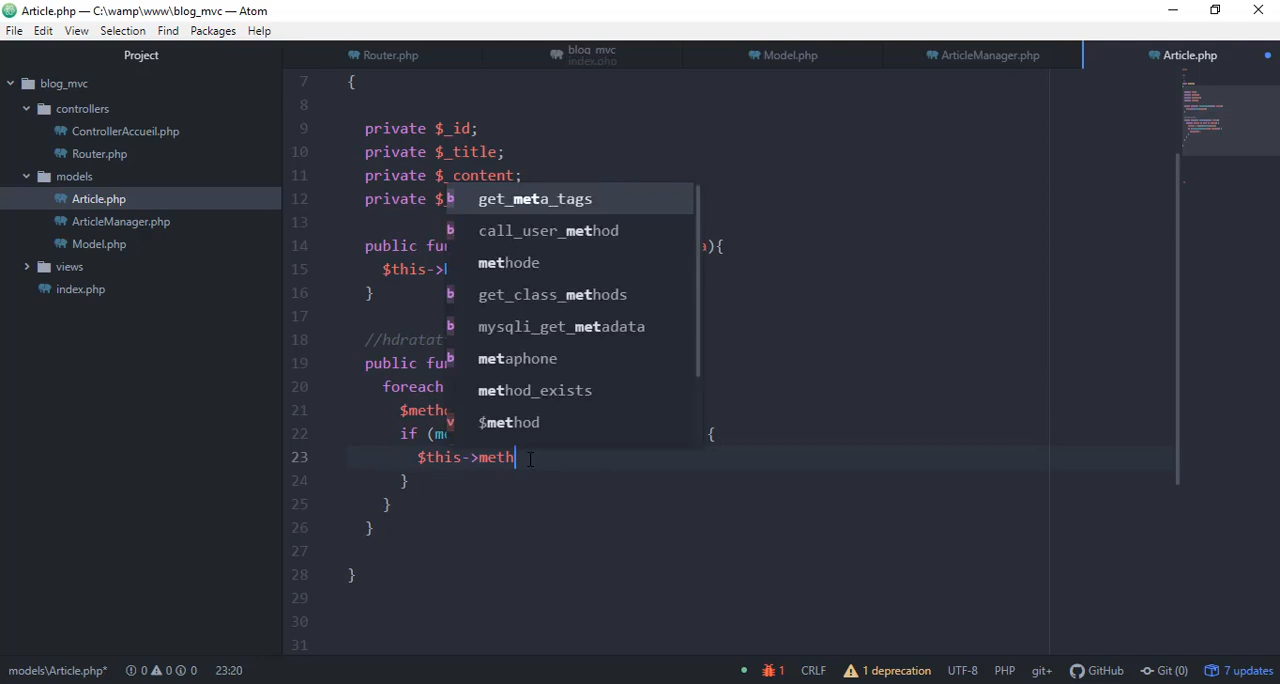 Article.php — C:\wamp\www\blog_mvc — Atom
File Edit View Selection Find Packages Help
Project
Router.php
blog_mvc
index.php
Model.php
ArticleManager.php
Article.php
blog_mvc
controllers
ControllerAccueil.php
Router.php
models
Article.php
ArticleManager.php
Model.php
views
index.php
7 {
8
9 private $_id;
10 private $_title;
11 private $_content;
12 private $_
13
14 public fun a){
15 $this->
16 }
17
18 //hdratat
19 public fun
20 foreach
21 $metho
22 if (me {
23 $this->meth
24 }
25 }
26 }
27
28 }
29
30
31
b get_meta_tags
b call_user_method
methode
b get_class_methods
b mysqli_get_metadata
b metaphone
method_exists
v $method
models\Article.php* 0 0 0 23:20
1 CRLF 1 deprecation UTF-8 PHP git+ GitHub Git (0) 7 updates